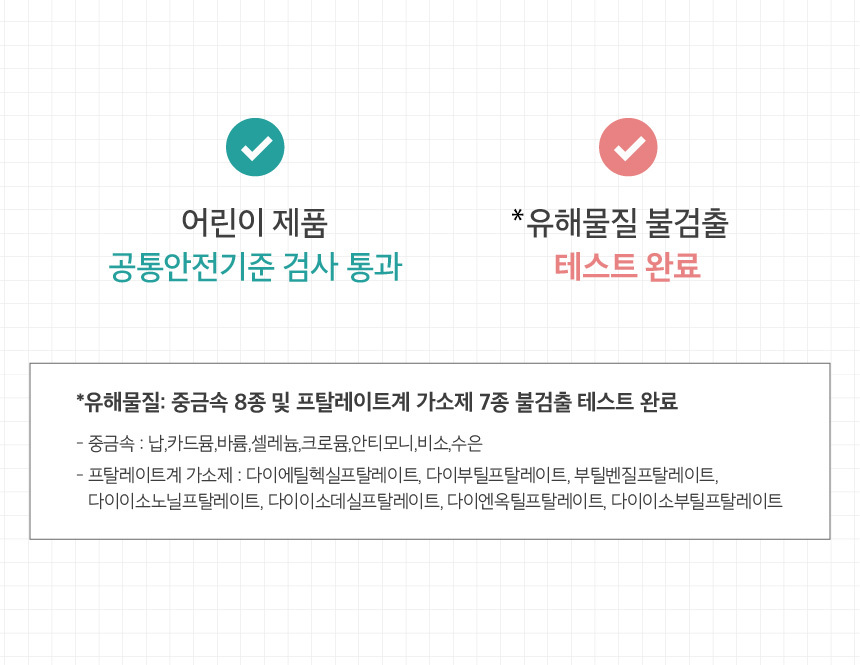 어린이 제품
공통안전기준 검사 통과
*유해물질 불검출
테스트 완료
*유해물질: 중금속 8종 및 프탈레이트계 가소제 7종 불검출 테스트 완료
- 중금속 : 납,카드뮴,바륨,셀레늄,크로뮴,안티모니,비소,수은
- 프탈레이트계 가소제 : 다이에틸헥실프탈레이트, 다이부틸프탈레이트, 부틸벤질프탈레이트,
다이이소노닐프탈레이트, 다이이소데실프탈레이트, 다이엔옥틸프탈레이트, 다이이소부틸프탈레이트